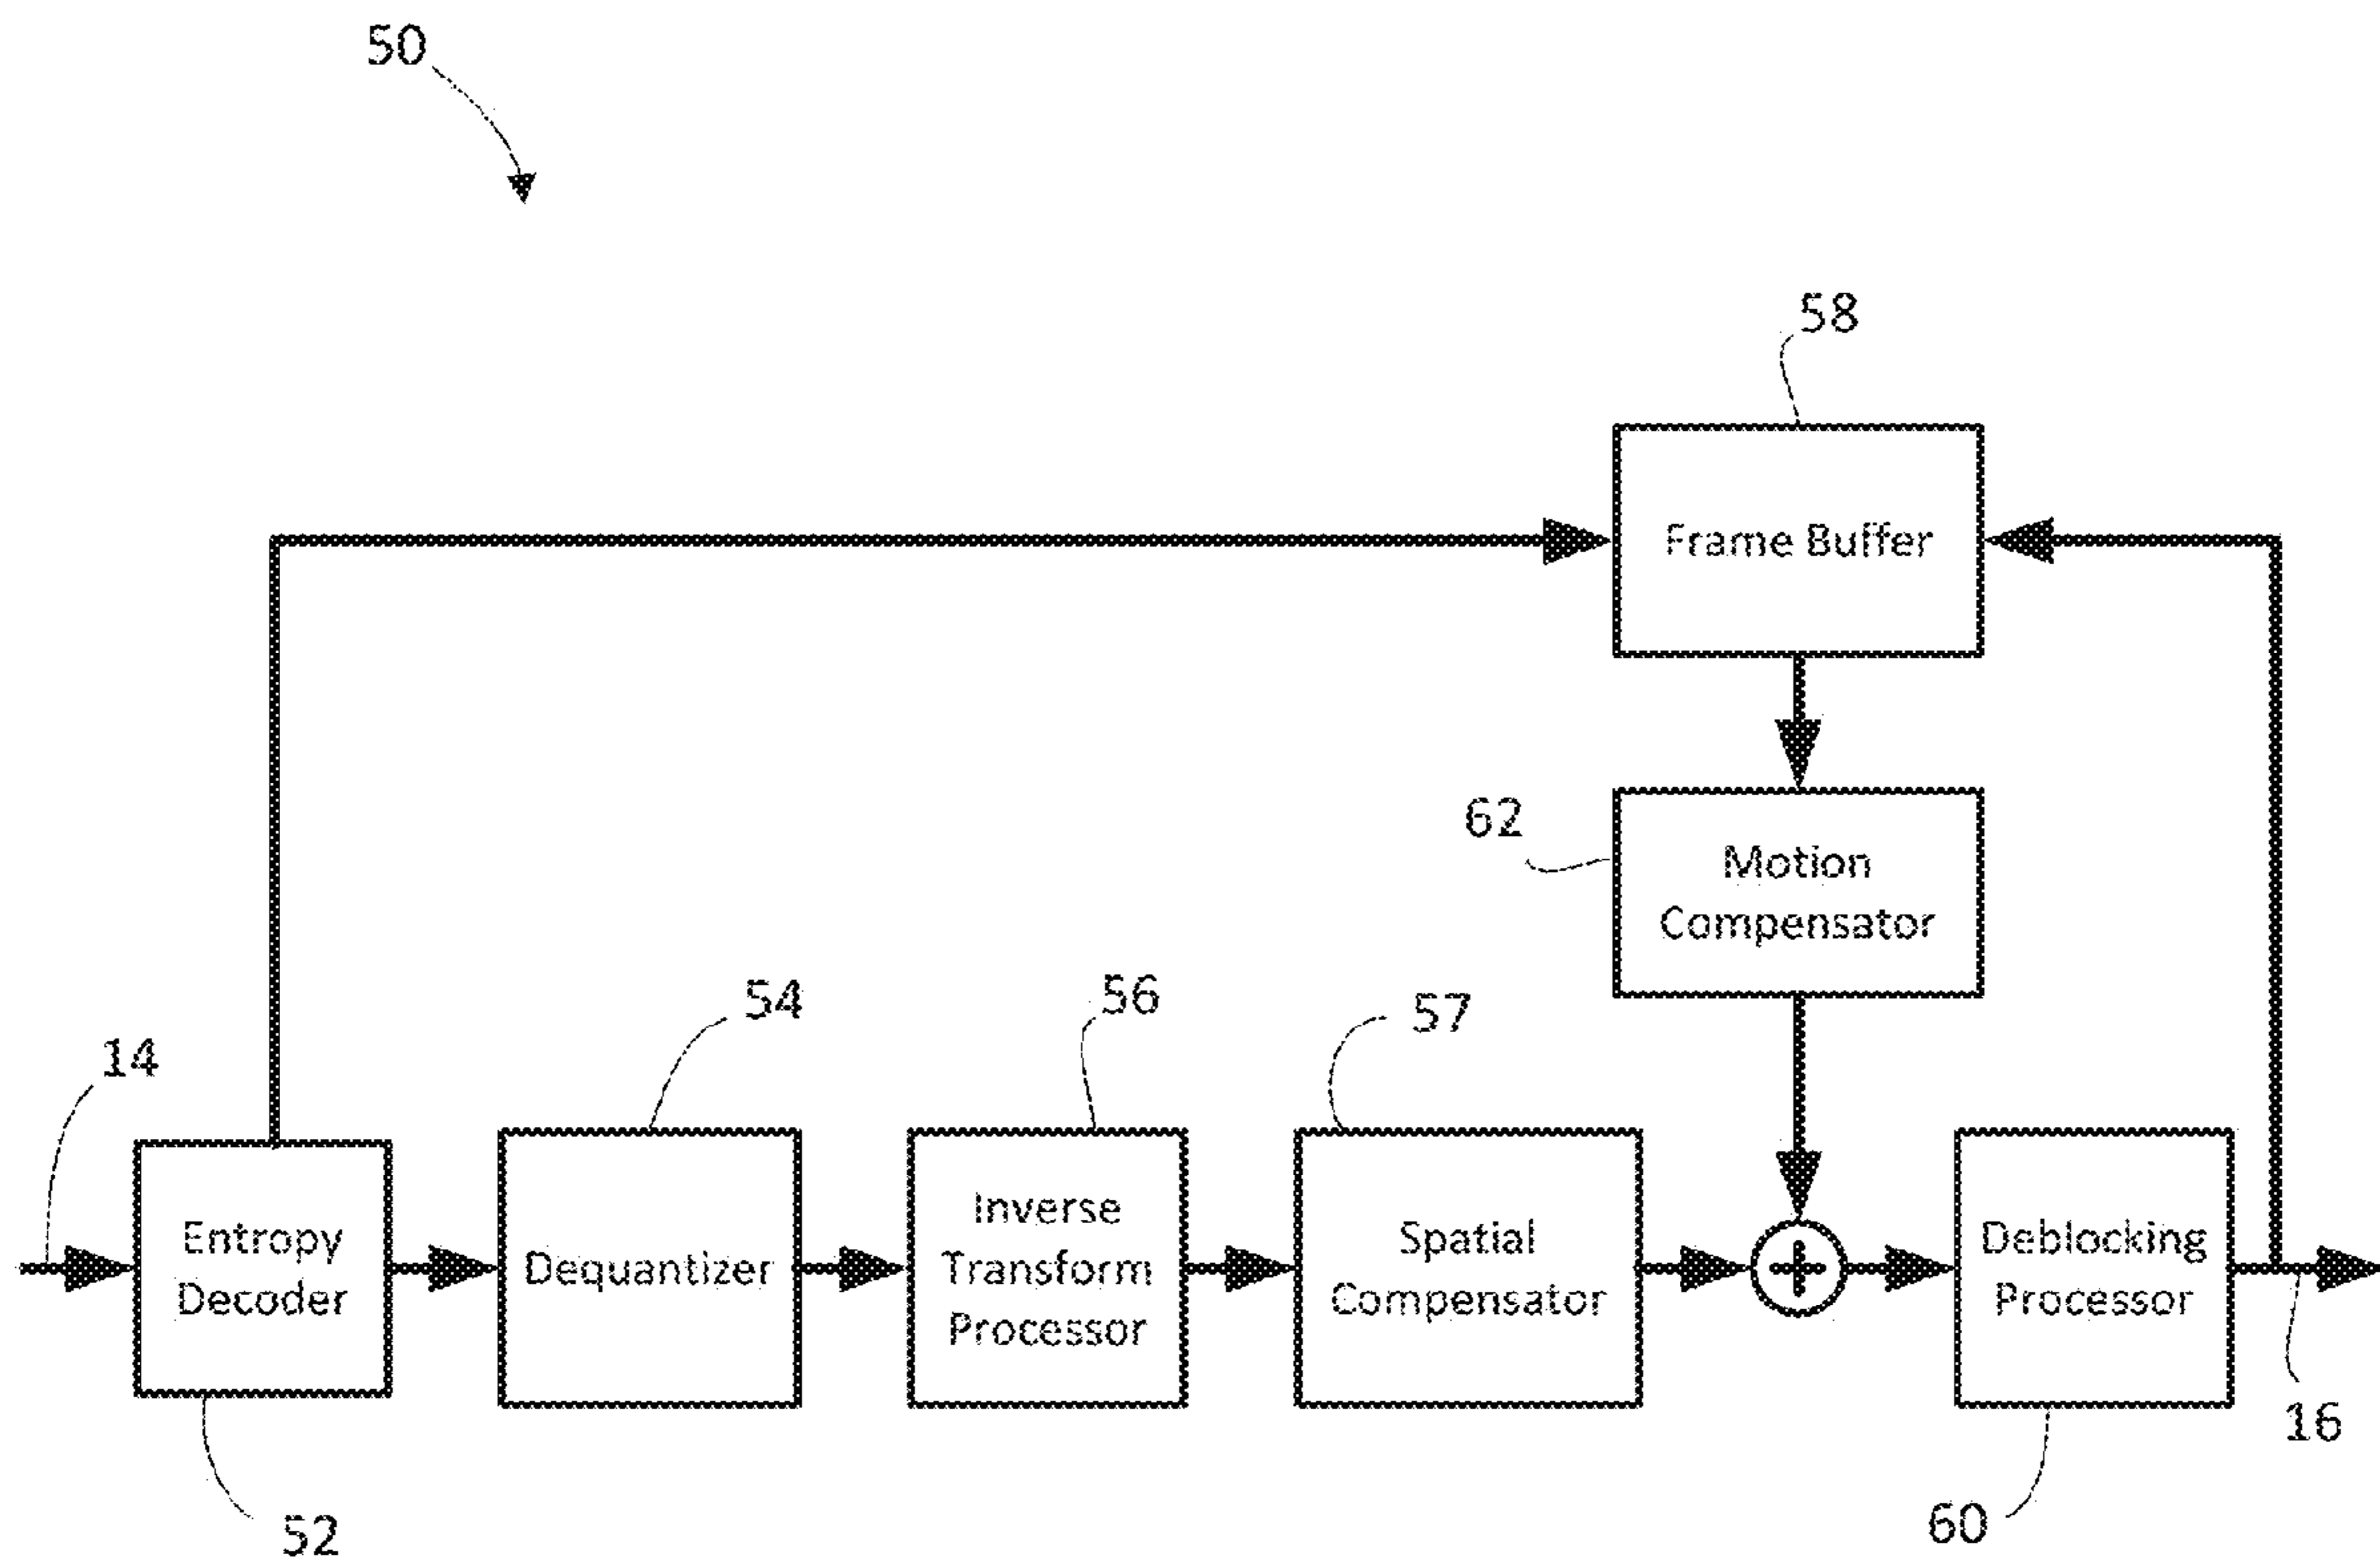 50
58
Frame Buffer
62
Motion
Compensator
14
54
56
57
Entropy
Decoder
Dequantizer
Inverse
Transform
Processor
Spatial
Compensator
Deblocking
Processor
16
52
60